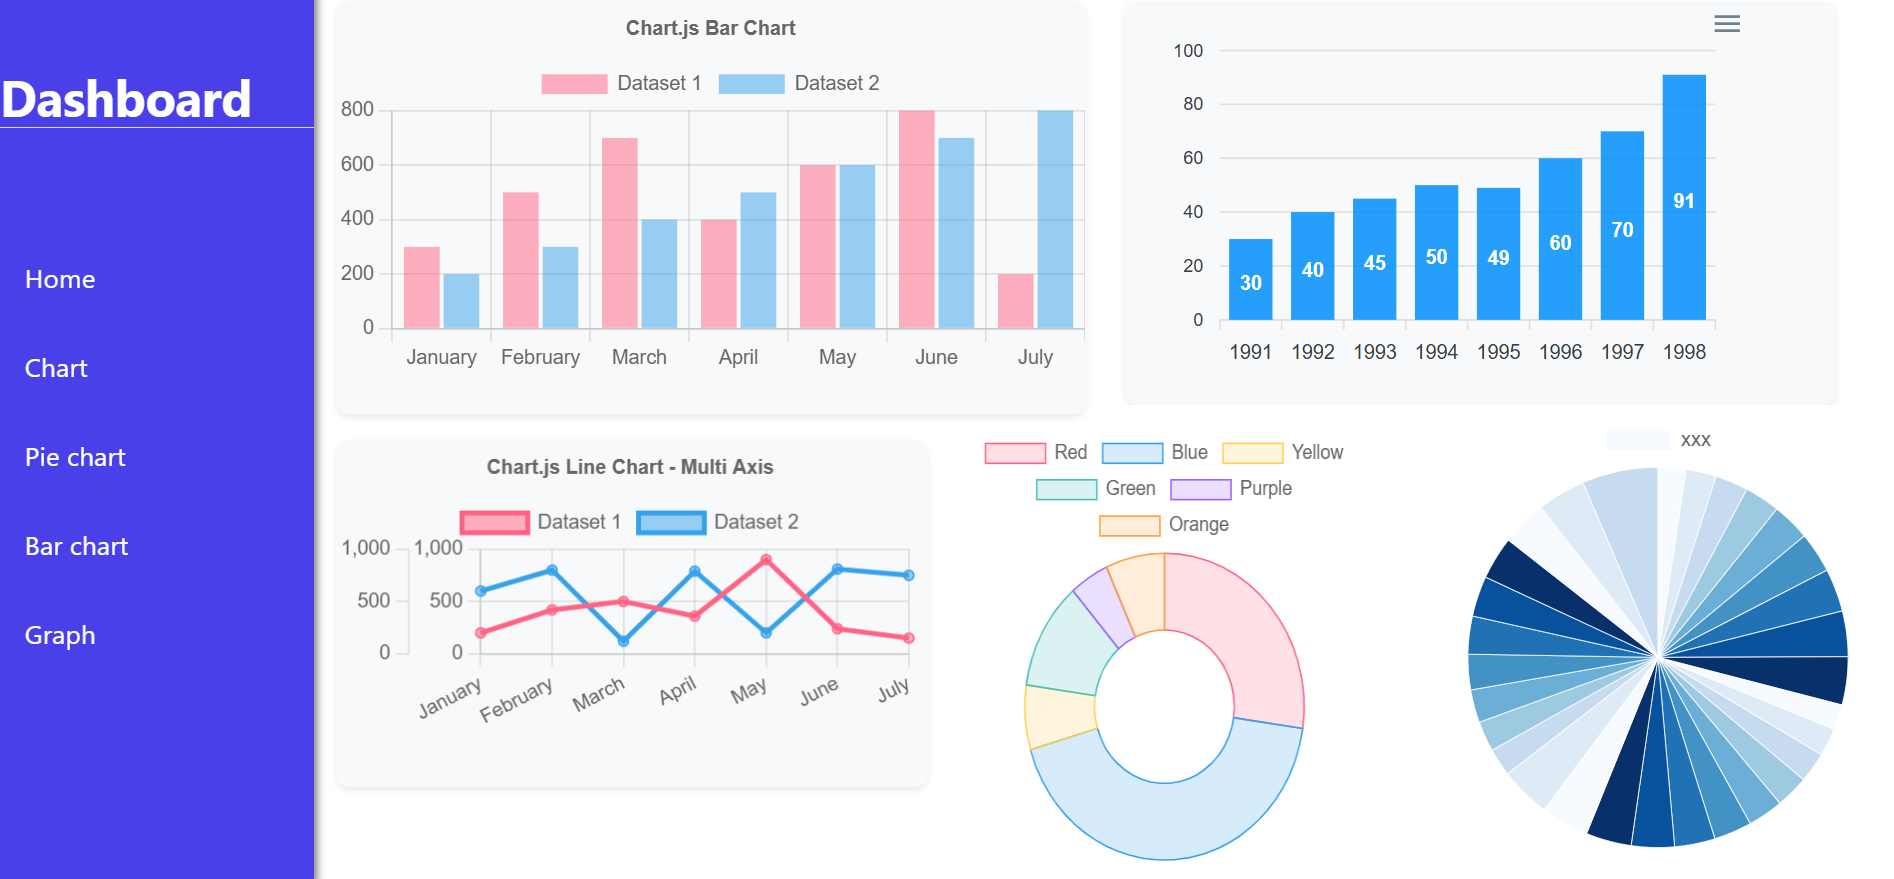 Dashboard
Home
Chart
Pie chart
Bar chart
Graph
Chart.js Bar Chart
Dataset 1 Dataset 2
800
600
400
200
0
January February March April May June July
100
80
60
40
20
0
30 40 45 50 49 60 70 91
1991 1992 1993 1994 1995 1996 1997 1998
Chart.js Line Chart - Multi Axis
Dataset 1 Dataset 2
1,000 1,000
500 500
0 0
January February March April May June July
Red Blue Yellow
Green Purple
Orange
xxx